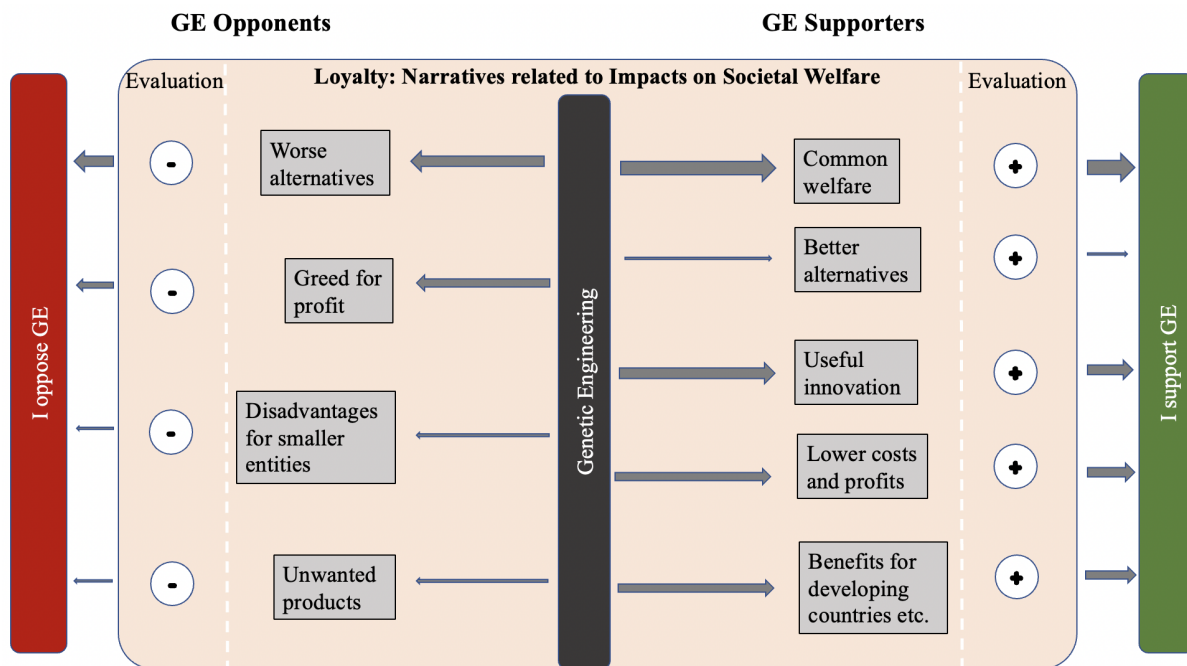 GE Opponents
GE Supporters
Evaluation
Loyalty: Narratives related to Impacts on Societal Welfare
Evaluation
I oppose GE
-
Worse
alternatives
-
Greed for
profit
-
Disadvantages
for smaller
entities
-
Unwanted
products
Genetic Engineering
Common
welfare
+
Better
alternatives
+
Useful
innovation
+
Lower costs
and profits
+
Benefits for
developing
countries etc.
+
I support GE